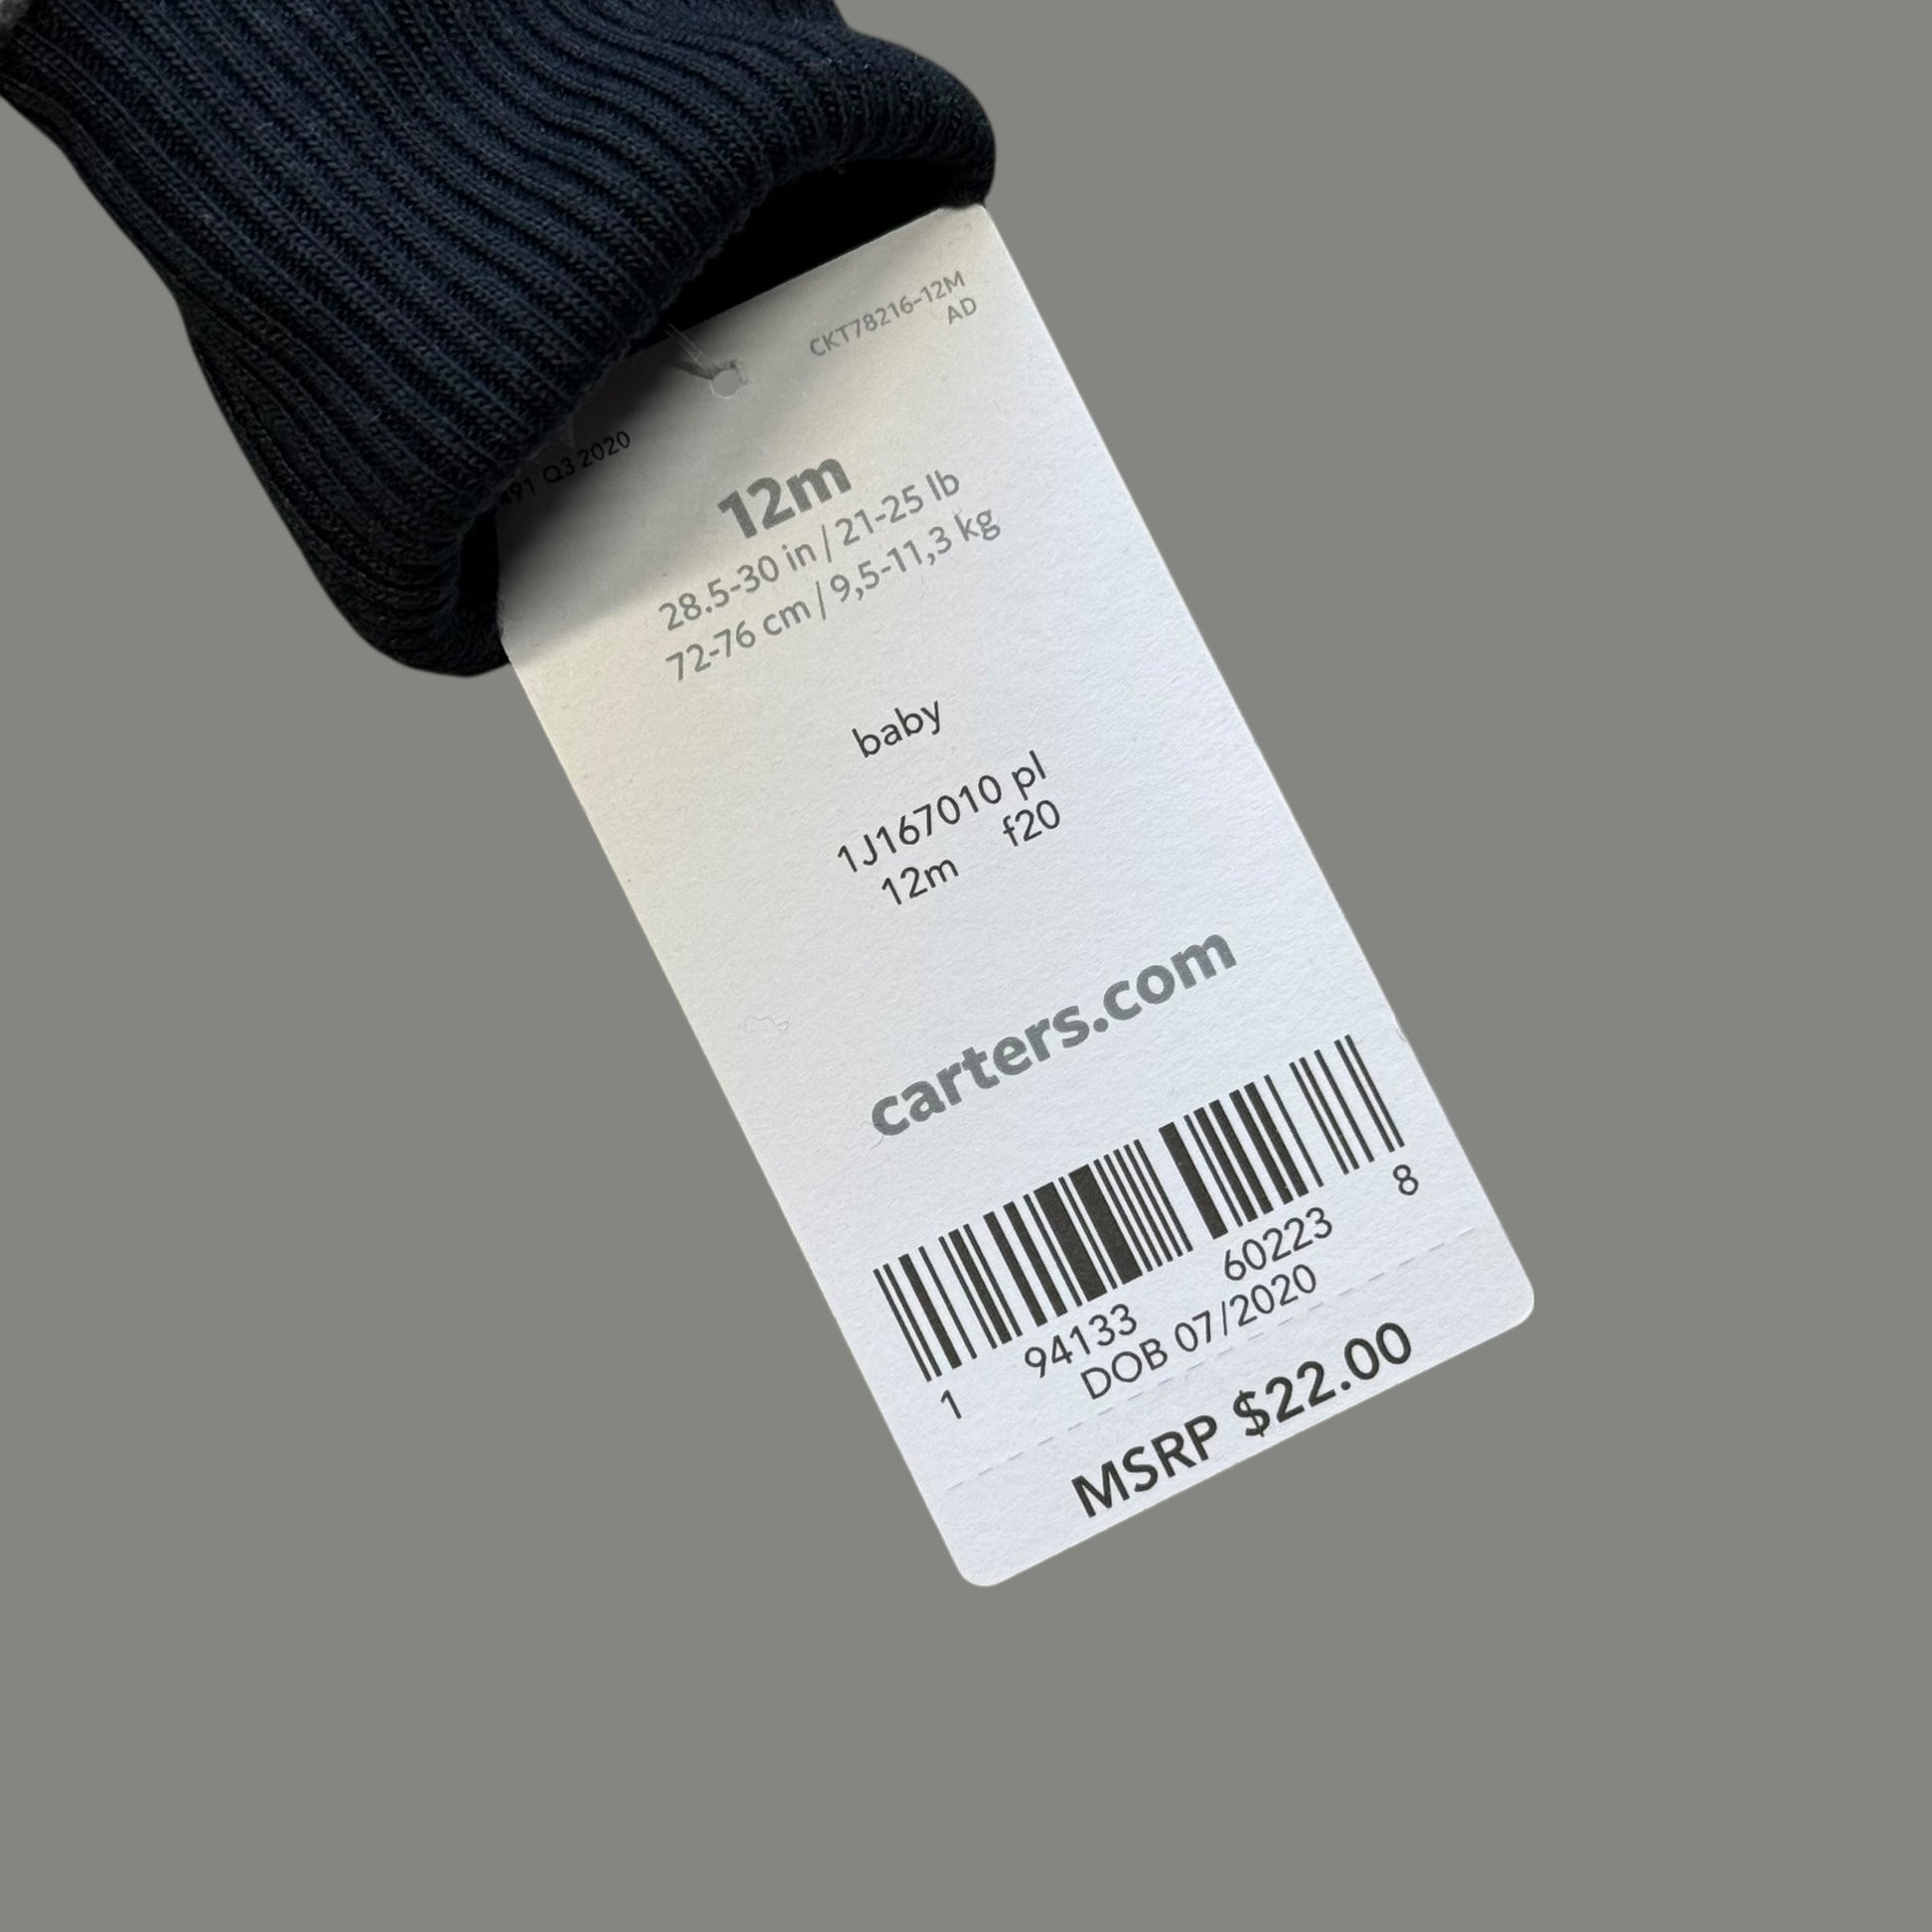 CKT78216-12M
AD
491 Q3 2020
12m
28.5-30 in / 21-25 lb
72-76 cm / 9,5-11,3 kg
baby
1J167010 pl
12m f20
carters.com
1 94133 60223 8
DOB 07/2020
MSRP $22.00